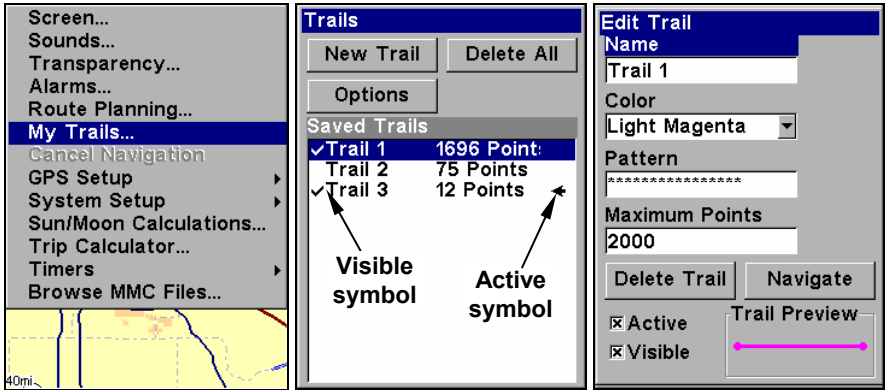 Screen...
Sounds...
Transparency...
Alarms...
Route Planning...
My Trails...
Cancel Navigation
GPS Setup
System Setup
Sun/Moon Calculations...
Trip Calculator...
Timers
Browse MMC Files...
40mi
Trails
New Trail Delete All
Options
Saved Trails
Trail 1 1696 Points
Trail 2 75 Points
Trail 3 12 Points
Visible
symbol
Active
symbol
Edit Trail
Name
Trail 1
Color
Light Magenta
Pattern
****************
Maximum Points
2000
Delete Trail Navigate
Active
Visible
Trail Preview